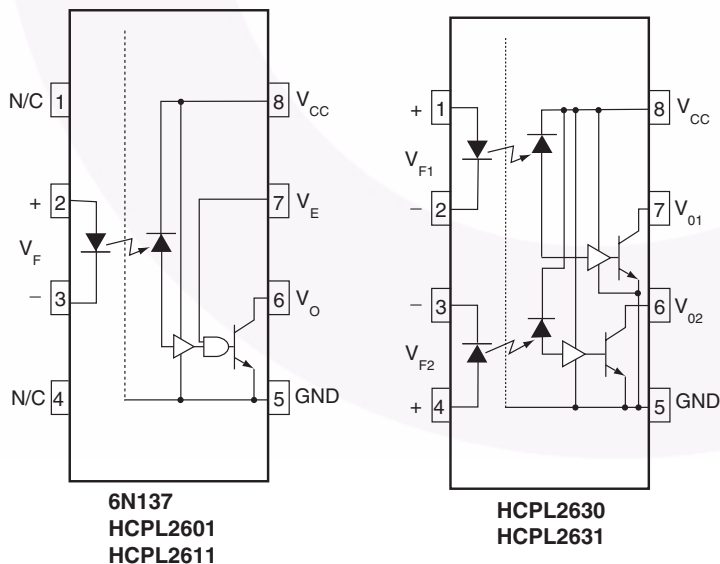 N/C 1
8 V_CC
+ 2
V_F
7 V_E
− 3
6 V_O
N/C 4
5 GND
6N137
HCPL2601
HCPL2611
+ 1
8 V_CC
V_F1
− 2
7 V_01
− 3
6 V_02
V_F2
+ 4
5 GND
HCPL2630
HCPL2631